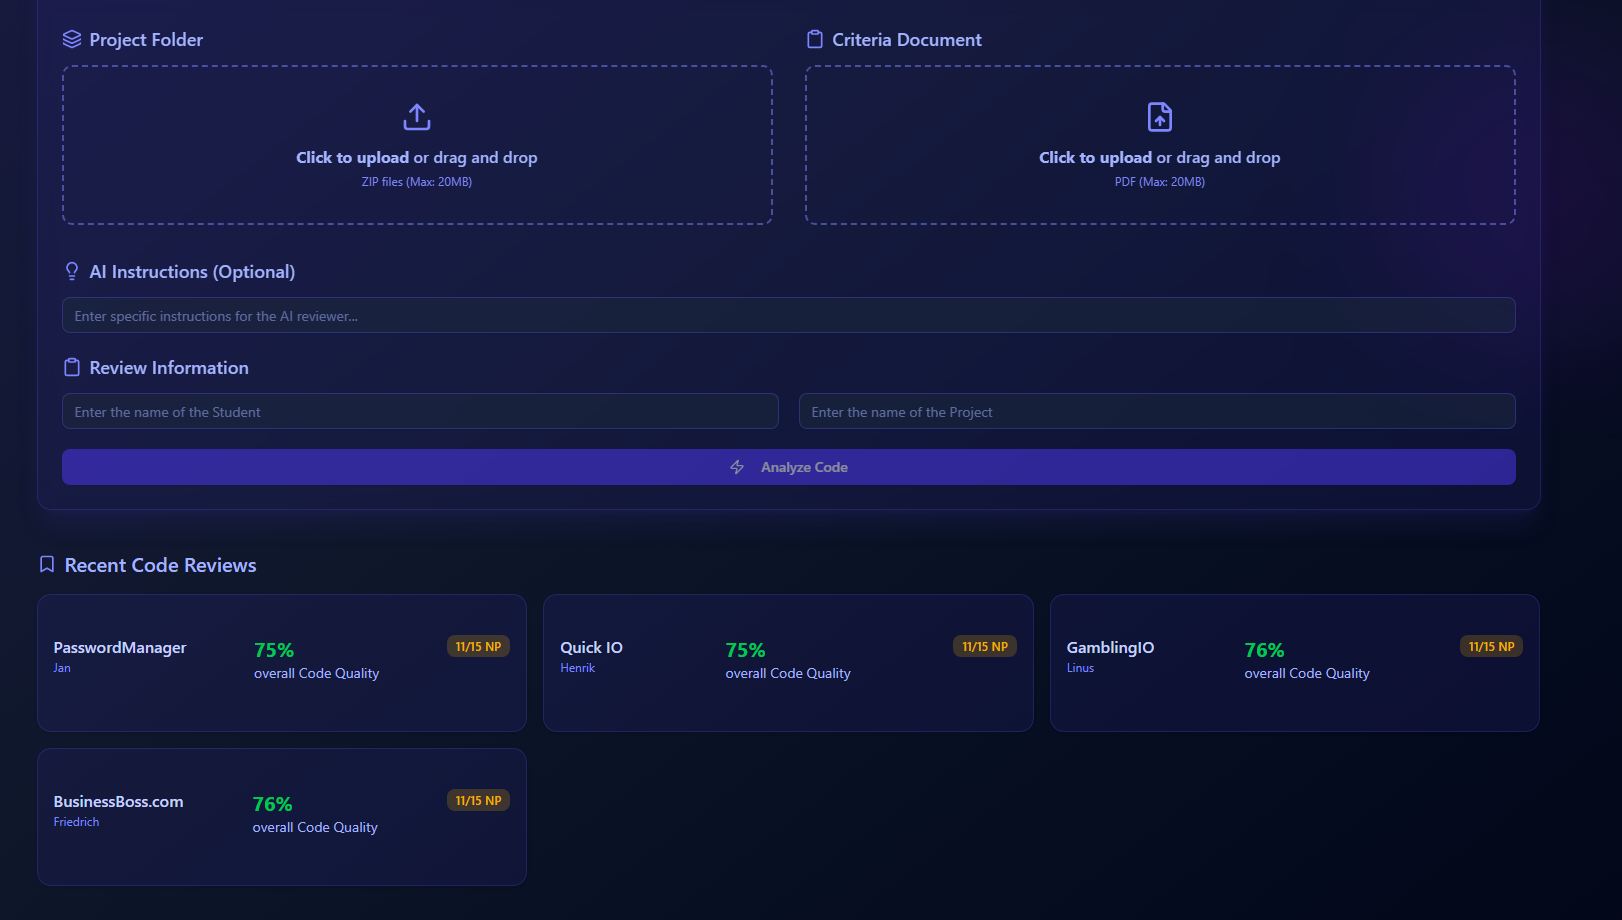 Project Folder
Click to upload or drag and drop
ZIP files (Max: 20MB)
Criteria Document
Click to upload or drag and drop
PDF (Max: 20MB)
AI Instructions (Optional)
Enter specific instructions for the AI reviewer...
Review Information
Enter the name of the Student
Enter the name of the Project
Analyze Code
Recent Code Reviews
PasswordManager
Jan
75%
overall Code Quality
11/15 NP
Quick IO
Henrik
75%
overall Code Quality
11/15 NP
GamblingIO
Linus
76%
overall Code Quality
11/15 NP
BusinessBoss.com
Friedrich
76%
overall Code Quality
11/15 NP